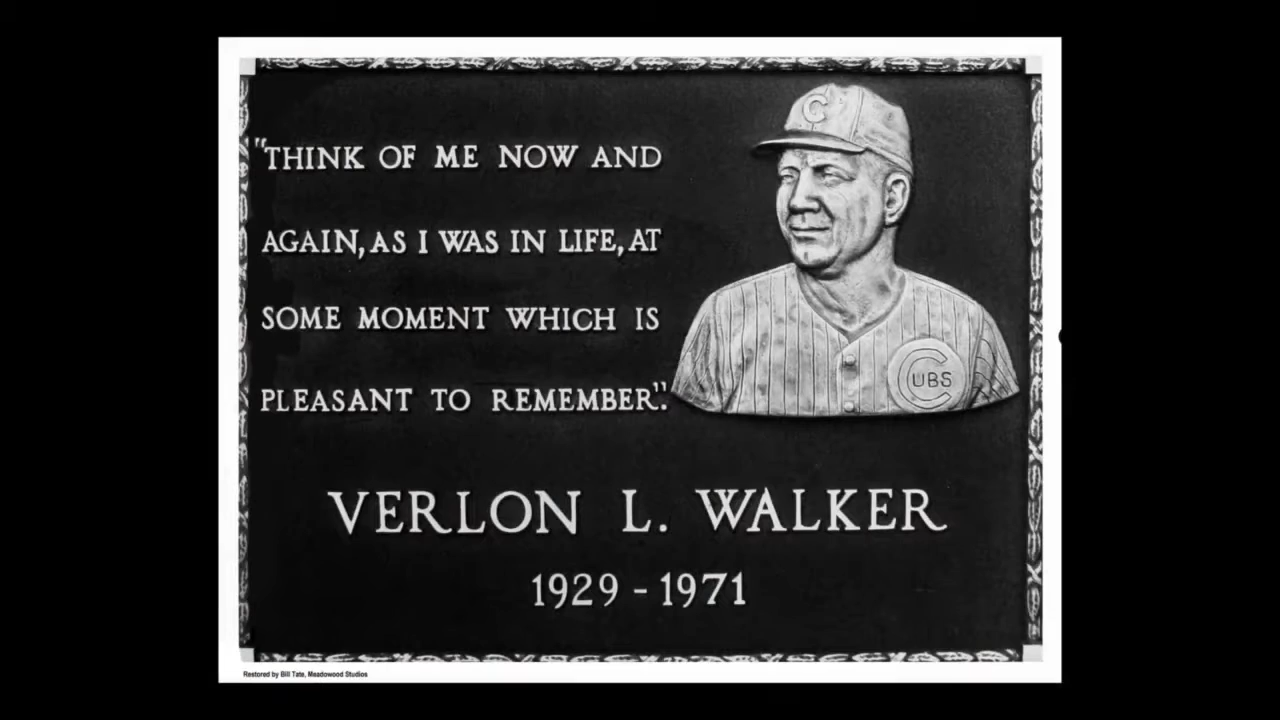 "THINK OF ME NOW AND
AGAIN, AS I WAS IN LIFE, AT
SOME MOMENT WHICH IS
PLEASANT TO REMEMBER."
C
CUBS
VERLON L. WALKER
1929 - 1971
Restored by Bill Tate, Meadowood Studios